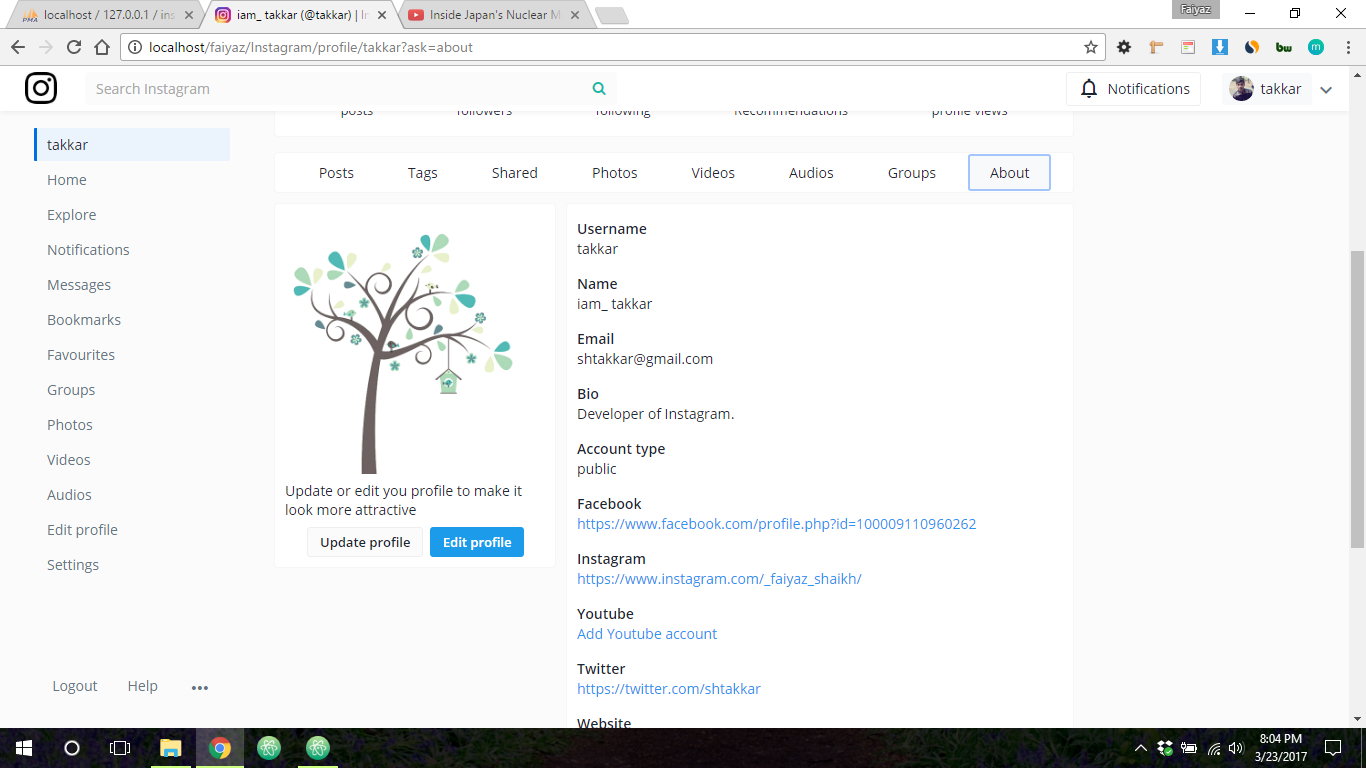 localhost / 127.0.0.1 / ins
iam_ takkar (@takkar) | In
Inside Japan's Nuclear M
Faiyaz
localhost/faiyaz/Instagram/profile/takkar?ask=about
Search Instagram
Notifications
takkar
posts followers following Recommendations profile views
takkar
Home
Explore
Notifications
Messages
Bookmarks
Favourites
Groups
Photos
Videos
Audios
Edit profile
Settings
Logout Help
Posts Tags Shared Photos Videos Audios Groups About
Update or edit you profile to make it
look more attractive
Update profile Edit profile
Username
takkar
Name
iam_ takkar
Email
shtakkar@gmail.com
Bio
Developer of Instagram.
Account type
public
Facebook
https://www.facebook.com/profile.php?id=100009110960262
Instagram
https://www.instagram.com/_faiyaz_shaikh/
Youtube
Add Youtube account
Twitter
https://twitter.com/shtakkar
Website
8:04 PM
3/23/2017